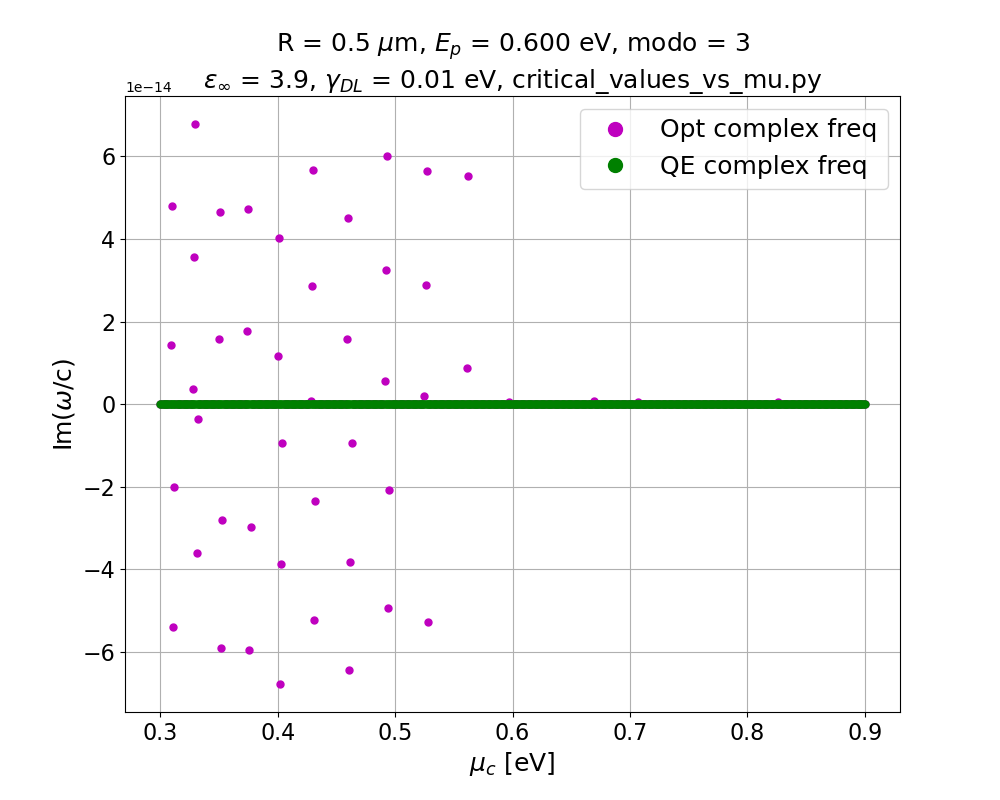 R = 0.5 μm, E_p = 0.600 eV, modo = 3
ε_∞ = 3.9, γ_DL = 0.01 eV, critical_values_vs_mu.py
1e−14
Opt complex freq
QE complex freq
6
4
2
0
−2
−4
−6
Im(ω/c)
0.3 0.4 0.5 0.6 0.7 0.8 0.9
μ_c [eV]